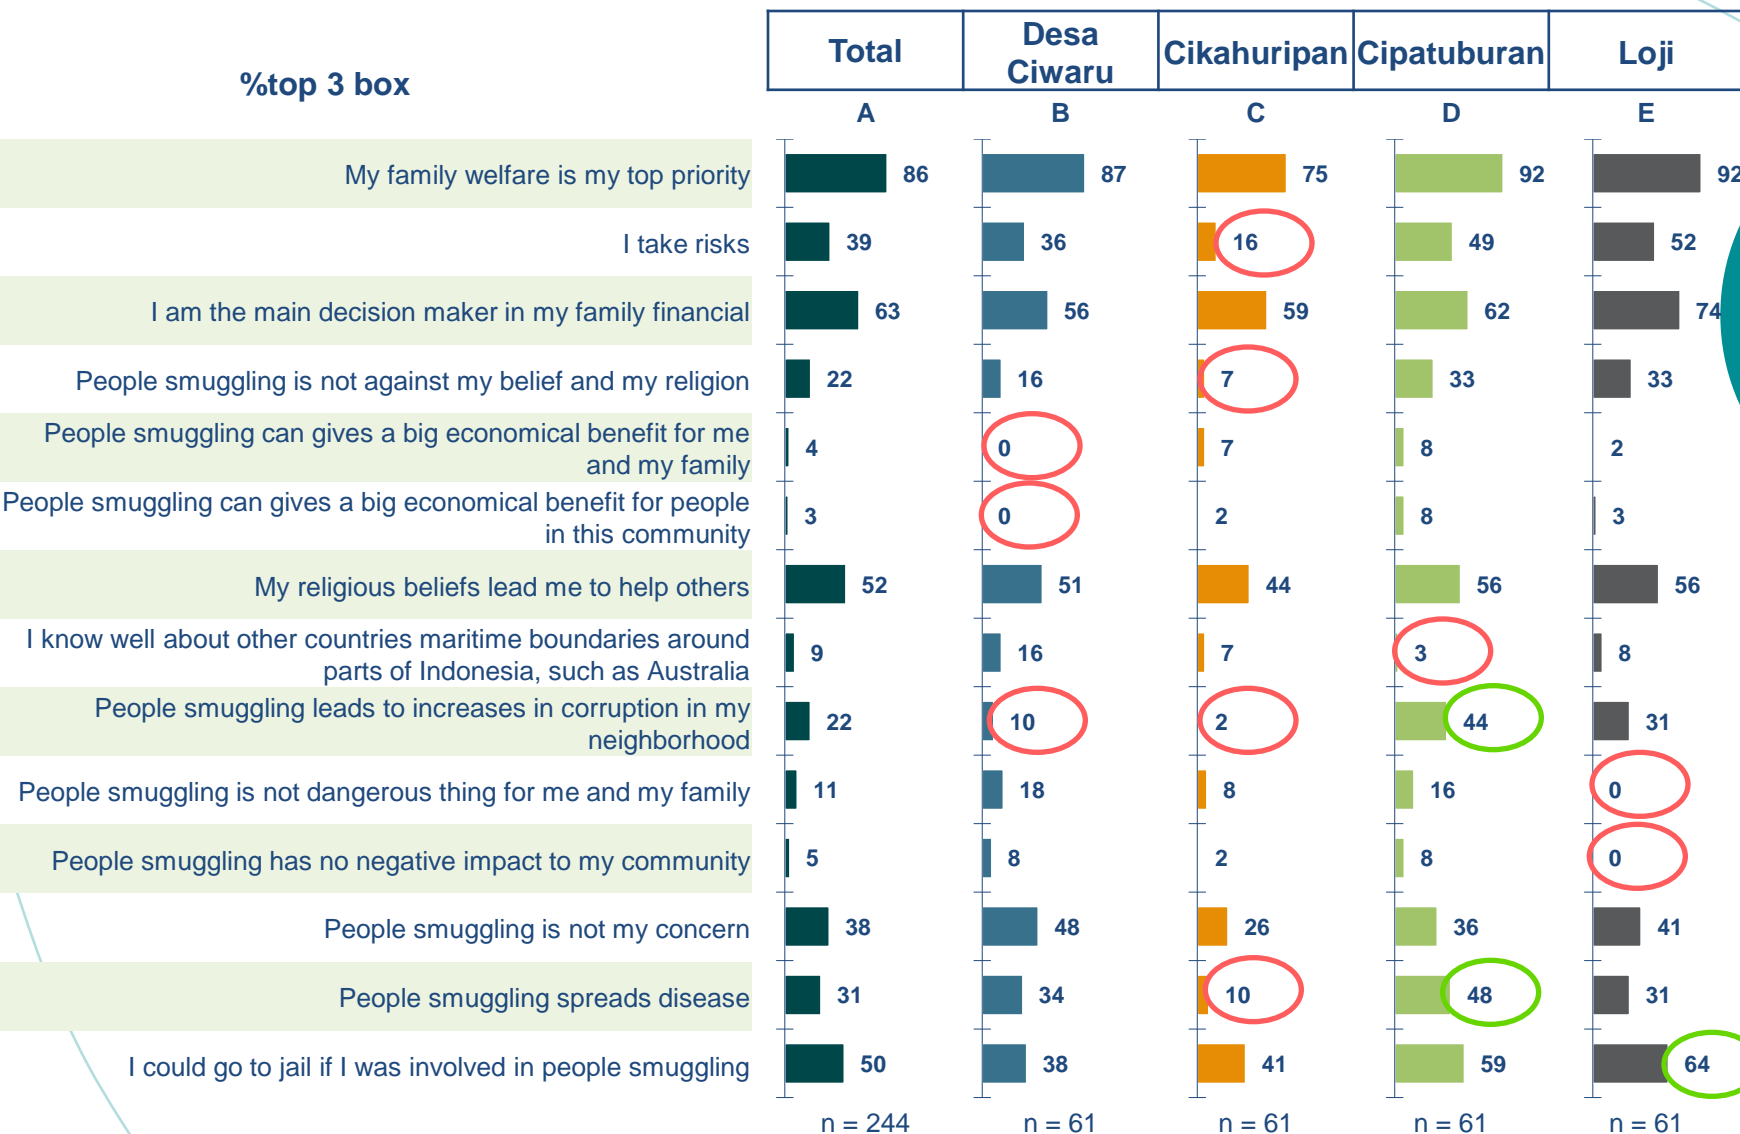 Total
Desa
Ciwaru
Cikahuripan
Cipatuburan
Loji
%top 3 box
A
B
C
D
E
My family welfare is my top priority 86 87 75 92 92
I take risks 39 36 16 49 52
I am the main decision maker in my family financial 63 56 59 62 74
People smuggling is not against my belief and my religion 22 16 7 33 33
People smuggling can gives a big economical benefit for me
and my family 4 0 7 8 2
People smuggling can gives a big economical benefit for people
in this community 3 0 2 8 3
My religious beliefs lead me to help others 52 51 44 56 56
I know well about other countries maritime boundaries around
parts of Indonesia, such as Australia 9 16 7 3 8
People smuggling leads to increases in corruption in my
neighborhood 22 10 2 44 31
People smuggling is not dangerous thing for me and my family 11 18 8 16 0
People smuggling has no negative impact to my community 5 8 2 8 0
People smuggling is not my concern 38 48 26 36 41
People smuggling spreads disease 31 34 10 48 31
I could go to jail if I was involved in people smuggling 50 38 41 59 64
n = 244 n = 61 n = 61 n = 61 n = 61